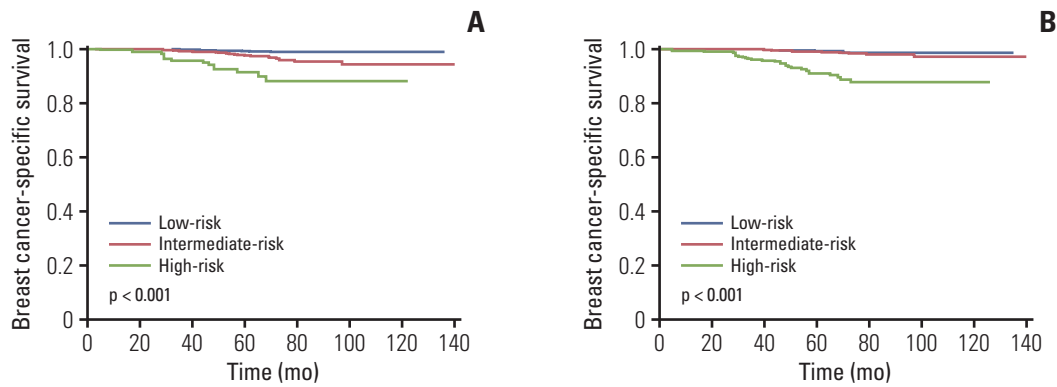 A
Breast cancer-specific survival
1.0
0.8
0.6
0.4
0.2
0
Low-risk
Intermediate-risk
High-risk
p < 0.001
0 20 40 60 80 100 120 140
Time (mo)
B
Breast cancer-specific survival
1.0
0.8
0.6
0.4
0.2
0
Low-risk
Intermediate-risk
High-risk
p < 0.001
0 20 40 60 80 100 120 140
Time (mo)